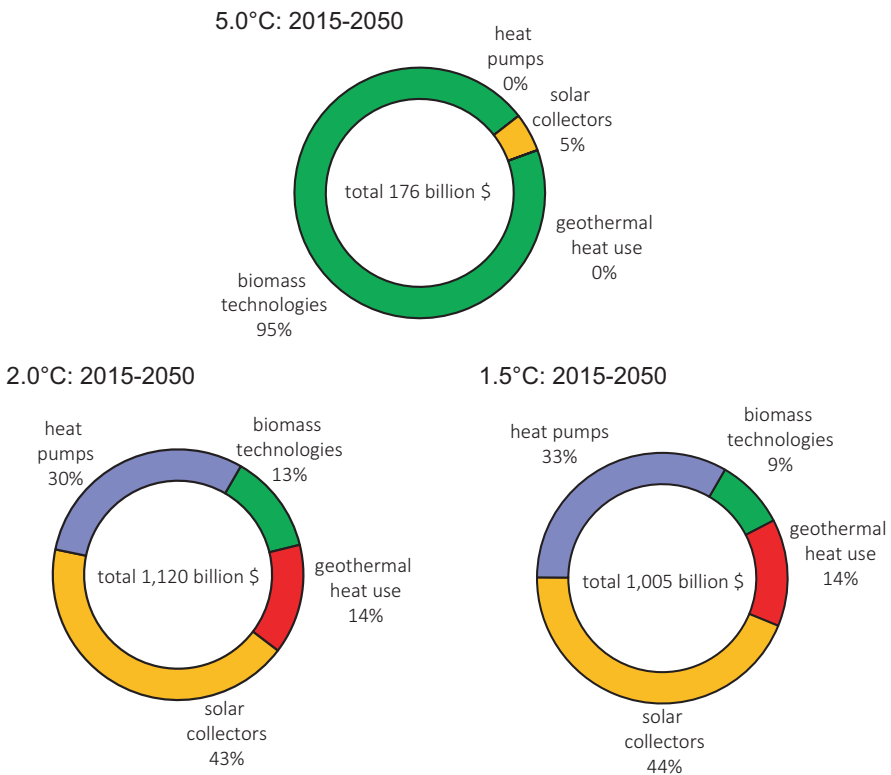 5.0°C: 2015-2050
heat
pumps
0%
solar
collectors
5%
total 176 billion $
geothermal
heat use
0%
biomass
technologies
95%
2.0°C: 2015-2050
heat
pumps
30%
biomass
technologies
13%
total 1,120 billion $
geothermal
heat use
14%
solar
collectors
43%
1.5°C: 2015-2050
heat pumps
33%
biomass
technologies
9%
geothermal
heat use
14%
total 1,005 billion $
solar
collectors
44%